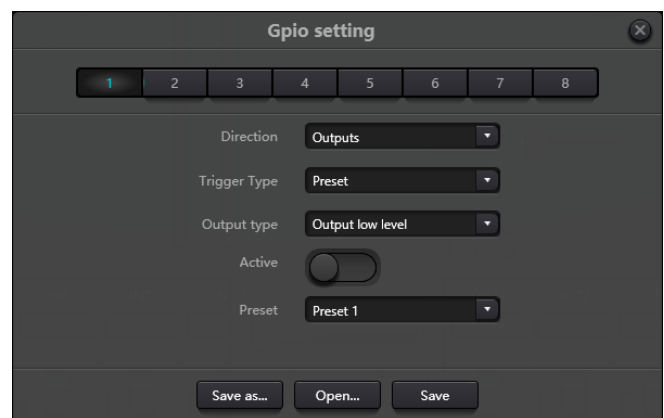 Gpio setting
1 2 3 4 5 6 7 8
Direction Outputs
Trigger Type Preset
Output type Output low level
Active
Preset Preset 1
Save as... Open... Save